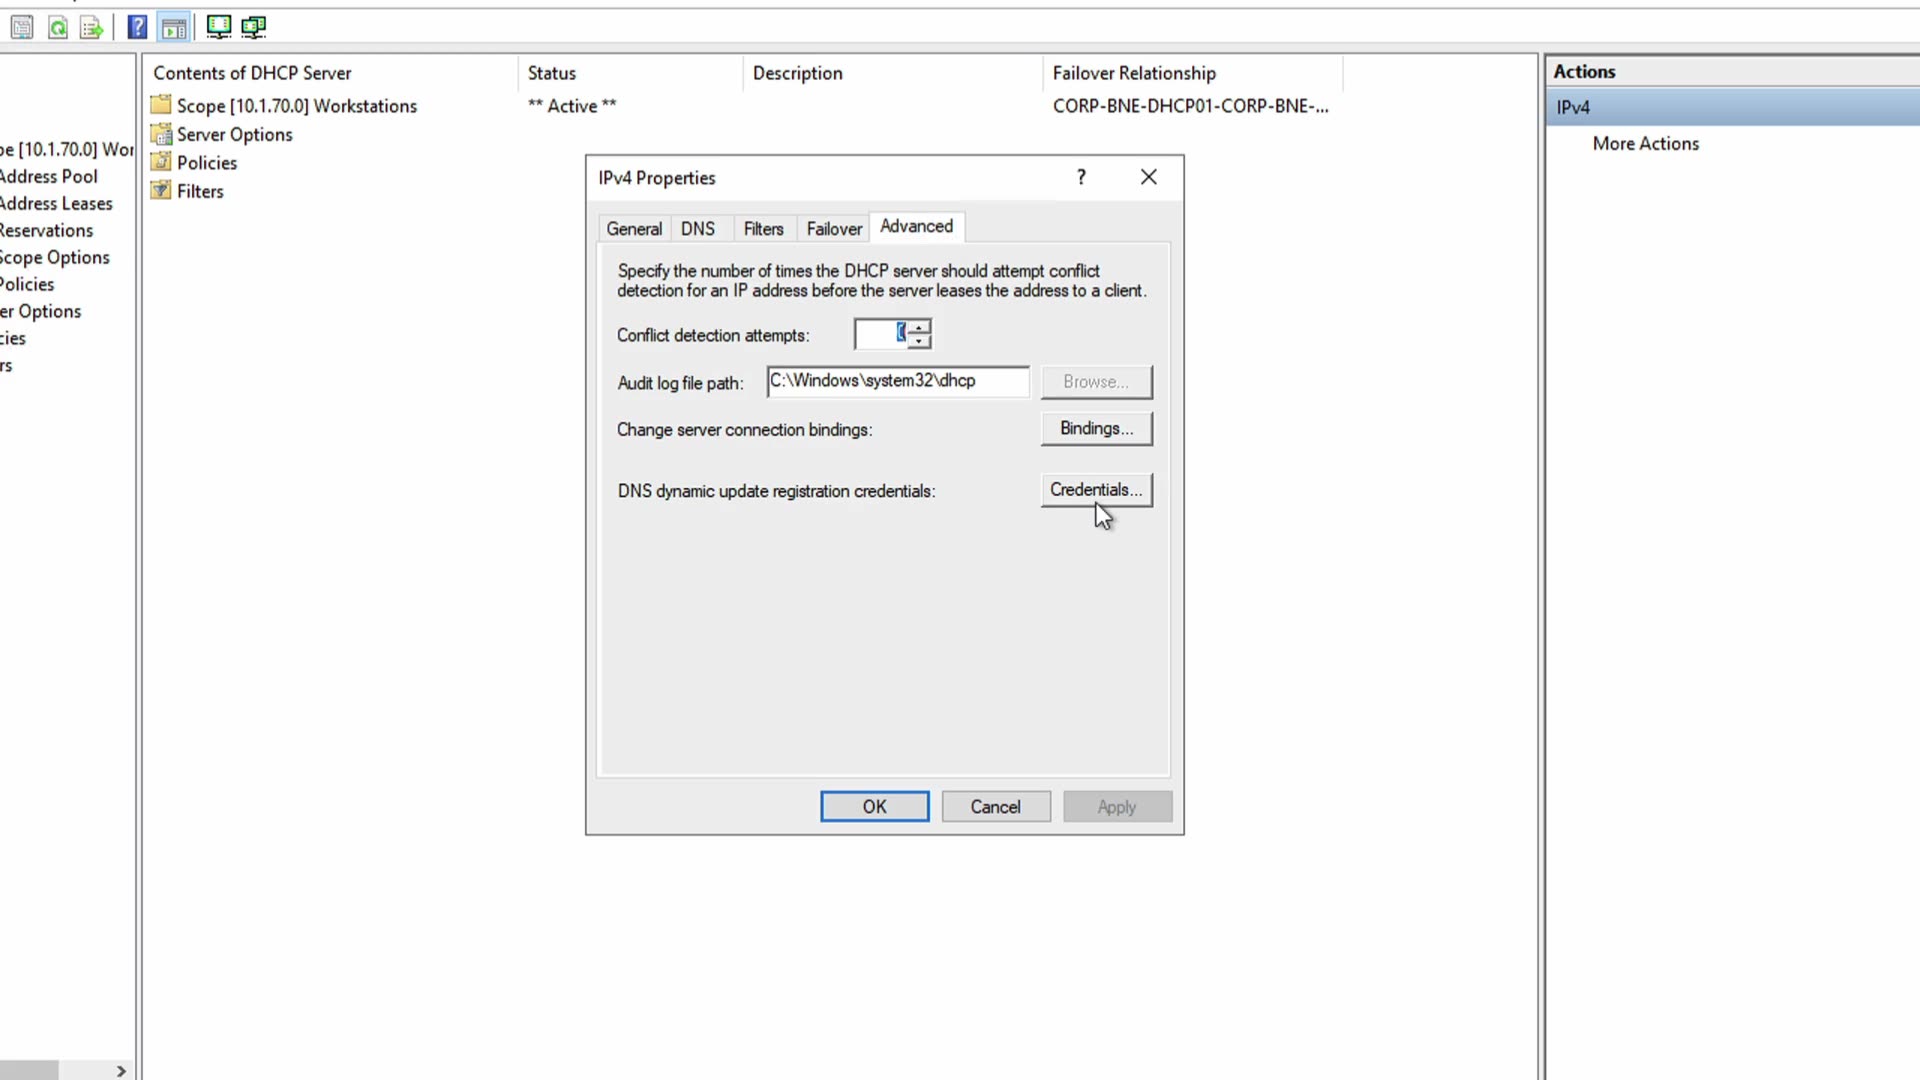 Contents of DHCP Server
Status
Description
Failover Relationship
Scope [10.1.70.0] Workstations
** Active **
CORP-BNE-DHCP01-CORP-BNE-...
Server Options
Policies
Filters
pe [10.1.70.0] Wor
Address Pool
Address Leases
Reservations
Scope Options
Policies
er Options
cies
rs
IPv4 Properties
?
General
DNS
Filters
Failover
Advanced
Specify the number of times the DHCP server should attempt conflict
detection for an IP address before the server leases the address to a client.
Conflict detection attempts:
Audit log file path:
C:\Windows\system32\dhcp
Browse...
Change server connection bindings:
Bindings...
DNS dynamic update registration credentials:
Credentials...
OK
Cancel
Apply
Actions
IPv4
More Actions